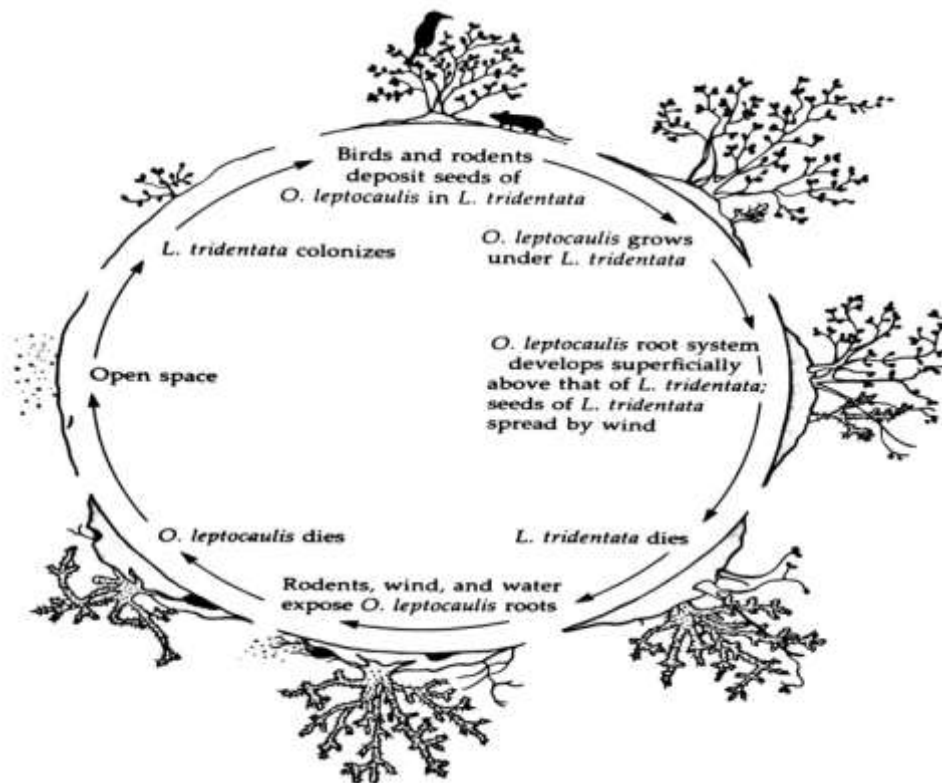 Birds and rodents
deposit seeds of
O. leptocaulis in L. tridentata
O. leptocaulis grows
under L. tridentata
O. leptocaulis root system
develops superficially
above that of L. tridentata;
seeds of L. tridentata
spread by wind
L. tridentata dies
Rodents, wind, and water
expose O. leptocaulis roots
O. leptocaulis dies
Open space
L. tridentata colonizes